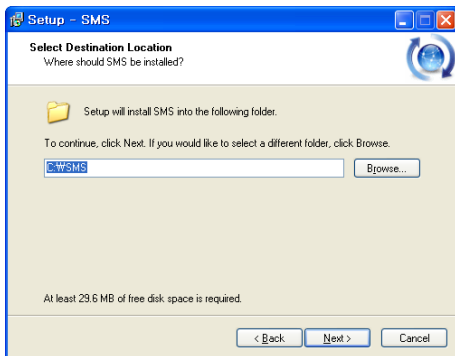 Setup - SMS
Select Destination Location
Where should SMS be installed?
Setup will install SMS into the following folder.
To continue, click Next. If you would like to select a different folder, click Browse.
C:₩SMS
Browse...
At least 29.6 MB of free disk space is required.
< Back
Next >
Cancel